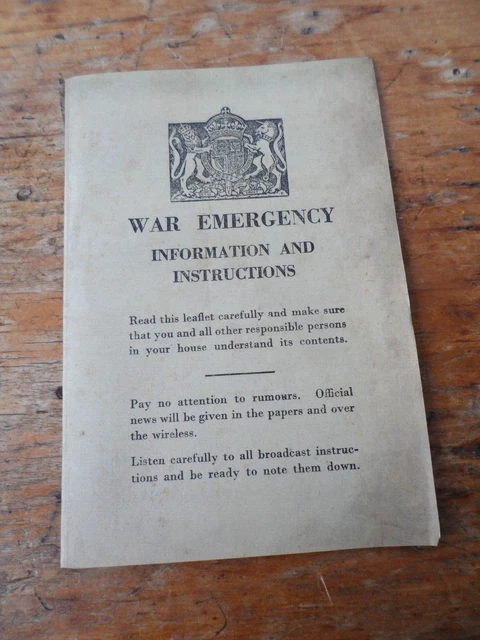 WAR EMERGENCY
INFORMATION AND
INSTRUCTIONS
Read this leaflet carefully and make sure
that you and all other responsible persons
in your house understand its contents.
Pay no attention to rumours. Official
news will be given in the papers and over
the wireless.
Listen carefully to all broadcast instruc-
tions and be ready to note them down.